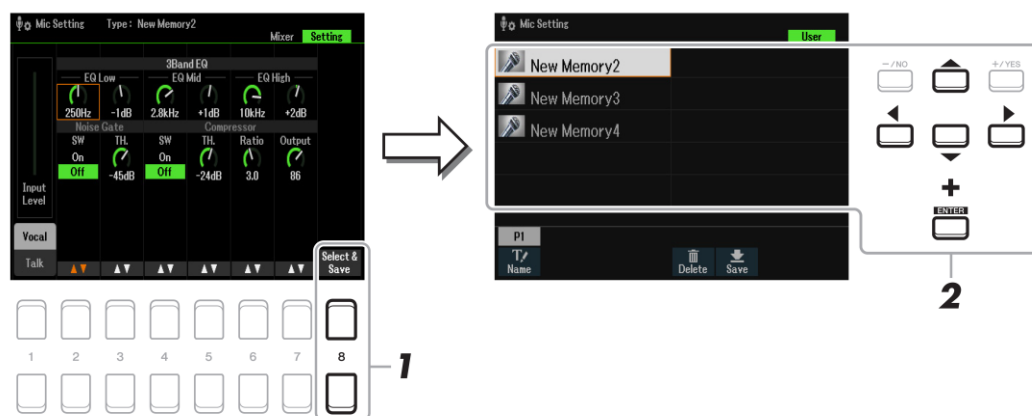 Mic Setting Type : New Memory2
Mixer Setting
3Band EQ
EQ Low EQ Mid EQ High
250Hz -1dB 2.8kHz +1dB 10kHz +2dB
Noise Gate Compressor
SW TH. SW TH. Ratio Output
On On
Off -45dB Off -24dB 3.0 86
Input
Level
Vocal
Talk
Select &
Save
1 2 3 4 5 6 7 8
1
Mic Setting
User
New Memory2
New Memory3
New Memory4
P1
Name Delete Save
-/NO +/YES
+
ENTER
2